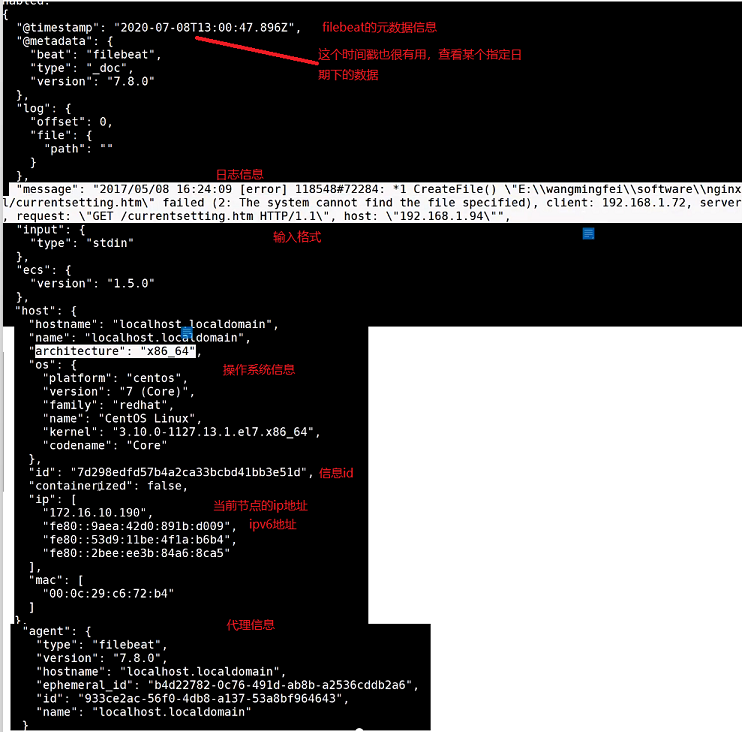 {
"@timestamp": "2020-07-08T13:00:47.896Z", filebeat的元数据信息
"@metadata": {
"beat": "filebeat", 这个时间戳也很有用，查看某个指定日
"type": "_doc", 期下的数据
"version": "7.8.0"
},
"log": {
"offset": 0,
"file": {
"path": ""
}
},
日志信息
"message": "2017/05/08 16:24:09 [error] 118548#72284: *1 CreateFile() \"E:\\wangmingfei\\software\\nginx
l/currentsetting.htm\" failed (2: The system cannot find the file specified), client: 192.168.1.72, server
, request: \"GET /currentsetting.htm HTTP/1.1\", host: \"192.168.1.94\"",
"input": { 输入格式
"type": "stdin"
},
"ecs": {
"version": "1.5.0"
},
"host": {
"hostname": "localhost.localdomain",
"name": "localhost.localdomain",
"architecture": "x86_64",
"os": { 操作系统信息
"platform": "centos",
"version": "7 (Core)",
"family": "redhat",
"name": "CentOS Linux",
"kernel": "3.10.0-1127.13.1.el7.x86_64",
"codename": "Core"
},
"id": "7d298edfd57b4a2ca33bcbd41bb3e51d", 信息id
"containerized": false,
"ip": [ 当前节点的ip地址
"172.16.10.190",
"fe80::9aea:42d0:891b:d009", ipv6地址
"fe80::53d9:11be:4f1a:b6b4",
"fe80::2bee:ee3b:84a6:8ca5"
],
"mac": [
"00:0c:29:c6:72:b4"
]
},
"agent": { 代理信息
"type": "filebeat",
"version": "7.8.0",
"hostname": "localhost.localdomain",
"ephemeral_id": "b4d22782-0c76-491d-ab8b-a2536cddb2a6",
"id": "933ce2ac-56f0-4db8-a137-53a8bf964643",
"name": "localhost.localdomain"
}